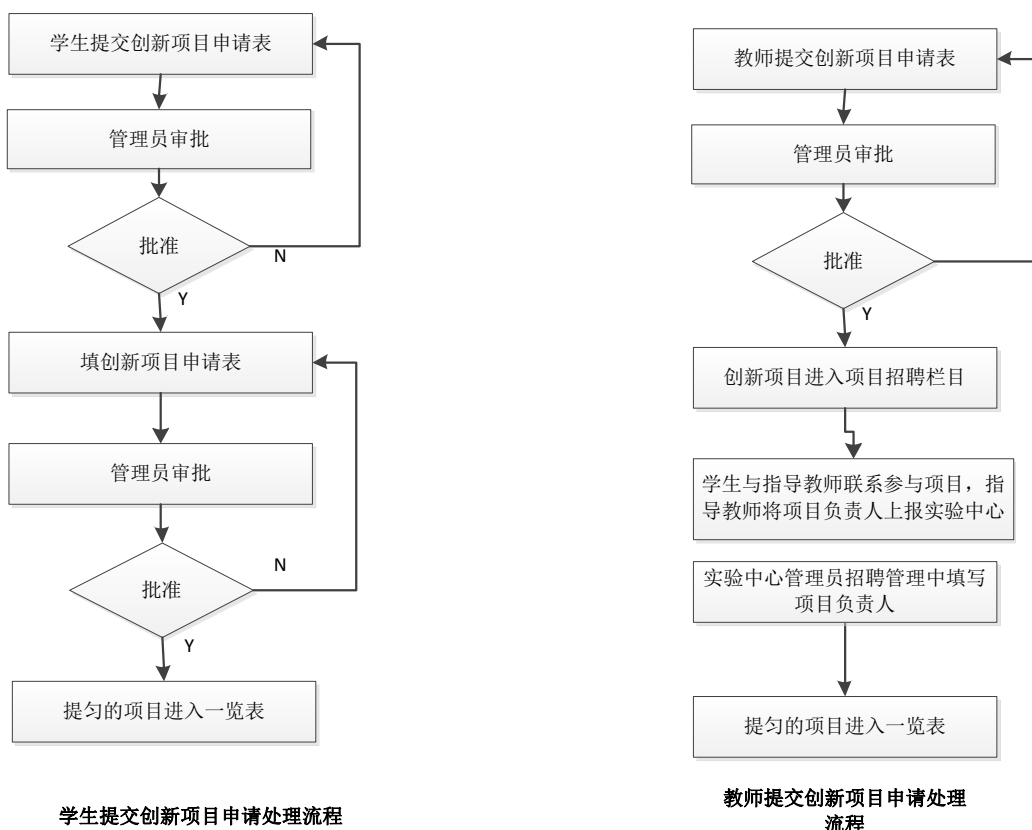 学生提交创新项目申请表
管理员审批
批准
N
Y
填创新项目申请表
管理员审批
N
批准
Y
提匀的项目进入一览表
学生提交创新项目申请处理流程
教师提交创新项目申请表
管理员审批
批准
Y
创新项目进入项目招聘栏目
学生与指导教师联系参与项目，指
导教师将项目负责人上报实验中心
实验中心管理员招聘管理中填写
项目负责人
提匀的项目进入一览表
教师提交创新项目申请处理
流程